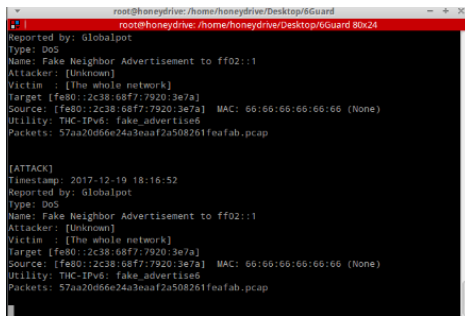 root@honeydrive: /home/honeydrive/Desktop/6Guard
root@honeydrive: /home/honeydrive/Desktop/6Guard 80x24
Reported by: Globalpot
Type: DoS
Name: Fake Neighbor Advertisement to ff02::1
Attacker: [Unknown]
Victim  : [The whole network]
Target [fe80::2c38:68f7:7920:3e7a]
Source: [fe80::2c38:68f7:7920:3e7a]  MAC: 66:66:66:66:66:66 (None)
Utility: THC-IPv6: fake_advertise6
Packets: 57aa20d66e24a3eaaf2a508261feafab.pcap
[ATTACK]
Timestamp: 2017-12-19 18:16:52
Reported by: Globalpot
Type: DoS
Name: Fake Neighbor Advertisement to ff02::1
Attacker: [Unknown]
Victim  : [The whole network]
Target [fe80::2c38:68f7:7920:3e7a]
Source: [fe80::2c38:68f7:7920:3e7a]  MAC: 66:66:66:66:66:66 (None)
Utility: THC-IPv6: fake_advertise6
Packets: 57aa20d66e24a3eaaf2a508261feafab.pcap